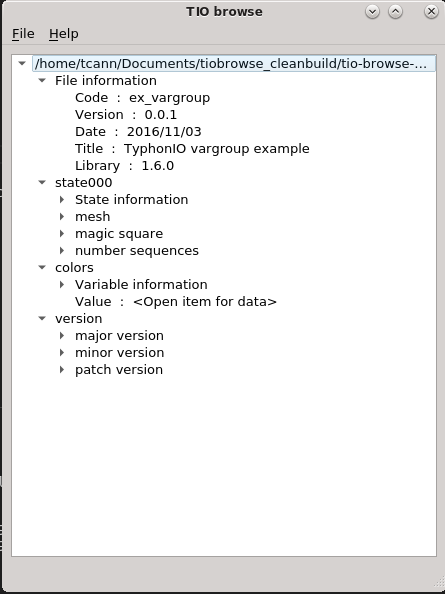 TIO browse
File Help
/home/tcann/Documents/tiobrowse_cleanbuild/tio-browse-...
File information
Code : ex_vargroup
Version : 0.0.1
Date : 2016/11/03
Title : TyphonIO vargroup example
Library : 1.6.0
state000
State information
mesh
magic square
number sequences
colors
Variable information
Value : <Open item for data>
version
major version
minor version
patch version